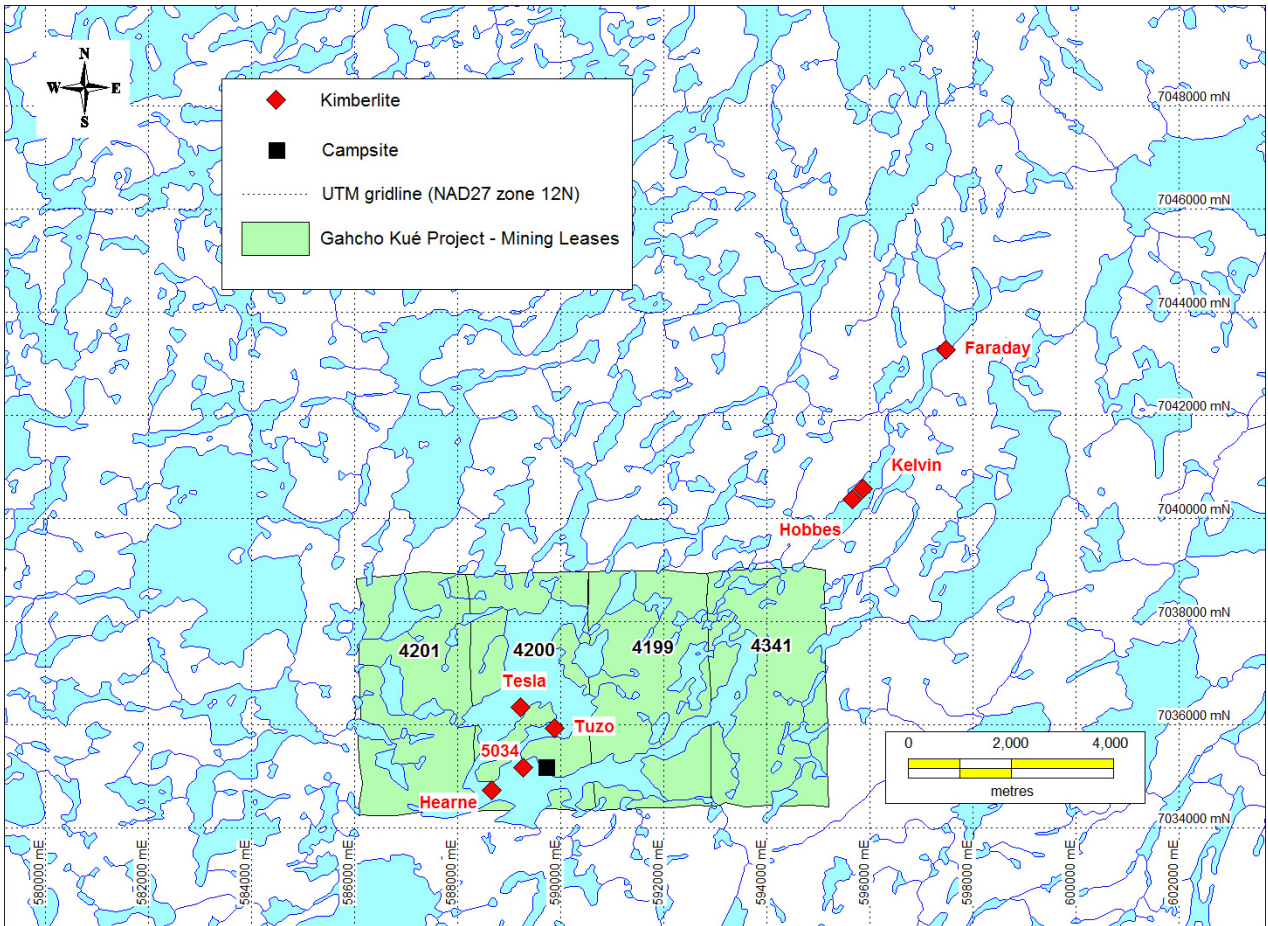 N
W E
S
Kimberlite
Campsite
UTM gridline (NAD27 zone 12N)
Gahcho Kué Project - Mining Leases
7048000 mN
7046000 mN
7044000 mN
Faraday
7042000 mN
Kelvin
Hobbes
7040000 mN
7038000 mN
4201 4200 4199 4341
Tesla
Tuzo
7036000 mN
5034
Hearne
0 2,000 4,000
metres
7034000 mN
580000 mE
582000 mE
584000 mE
586000 mE
588000 mE
590000 mE
592000 mE
594000 mE
596000 mE
598000 mE
600000 mE
602000 mE